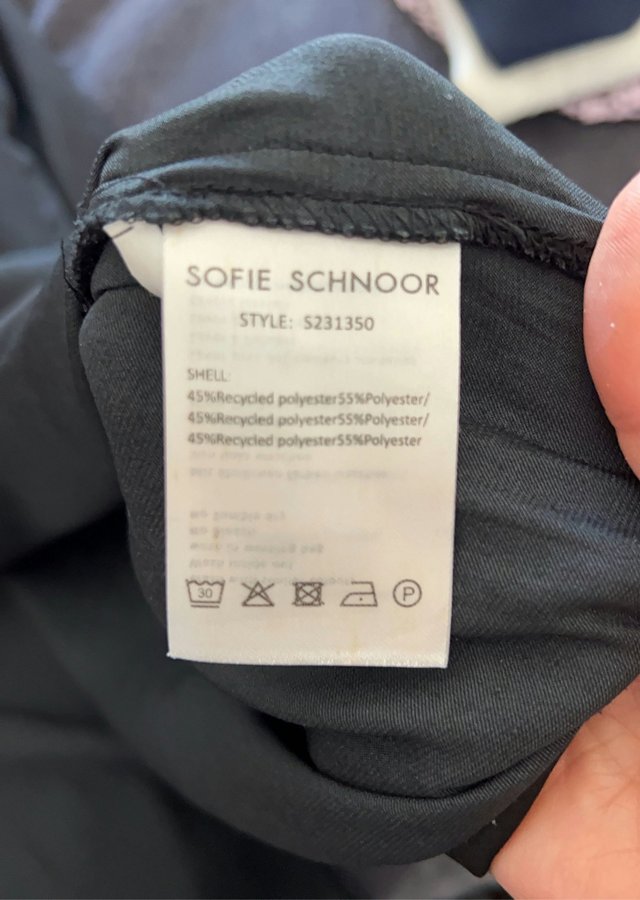 SOFIE SCHNOOR
STYLE: S231350
SHELL:
45%Recycled polyester55%Polyester/
45%Recycled polyester55%Polyester/
45%Recycled polyester55%Polyester
30
P